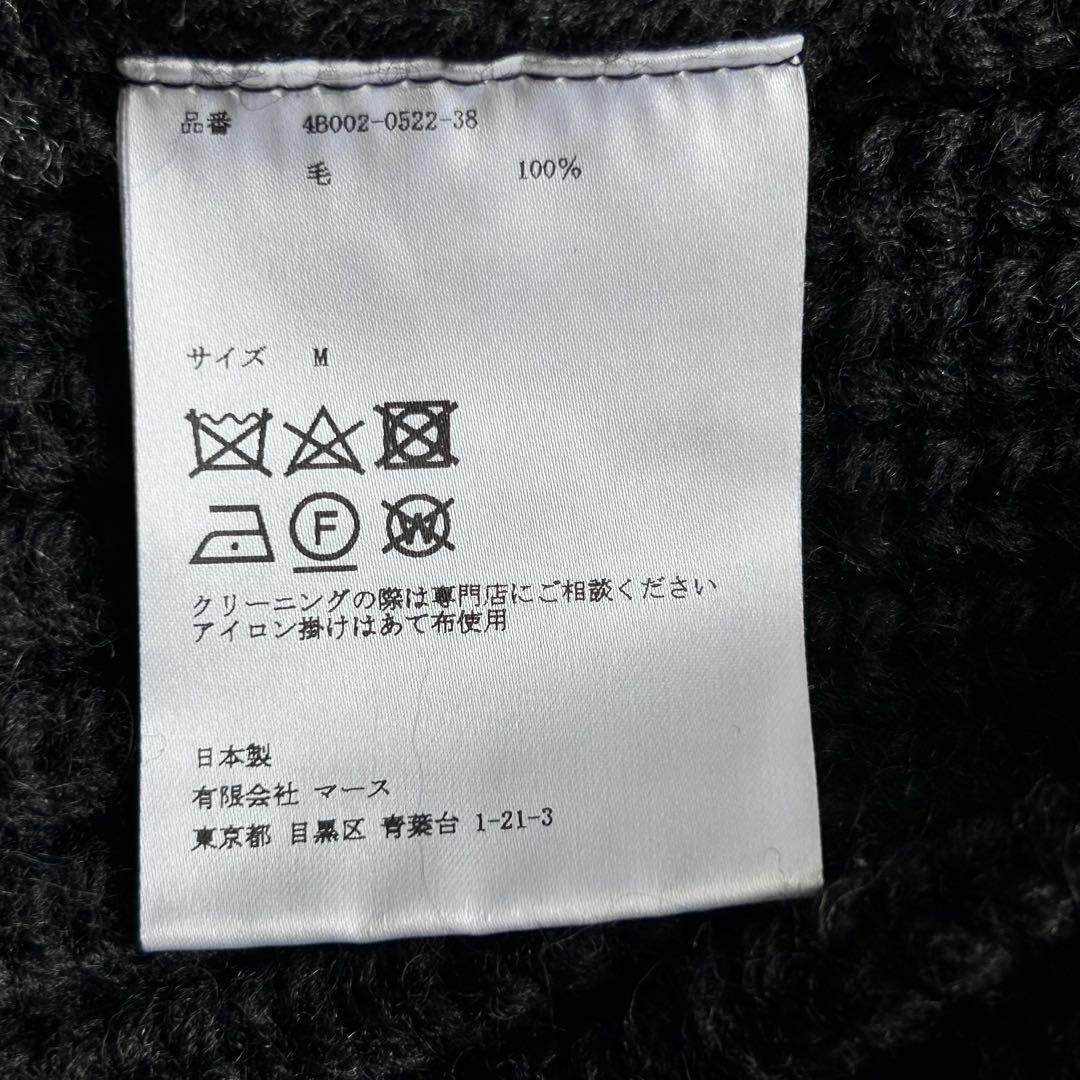 品番 4B002-0522-38
毛 100%
サイズ M
F W
クリーニングの際は専門店にご相談ください
アイロン掛けはあて布使用
日本製
有限会社 マース
東京都 目黒区 青葉台 1-21-3